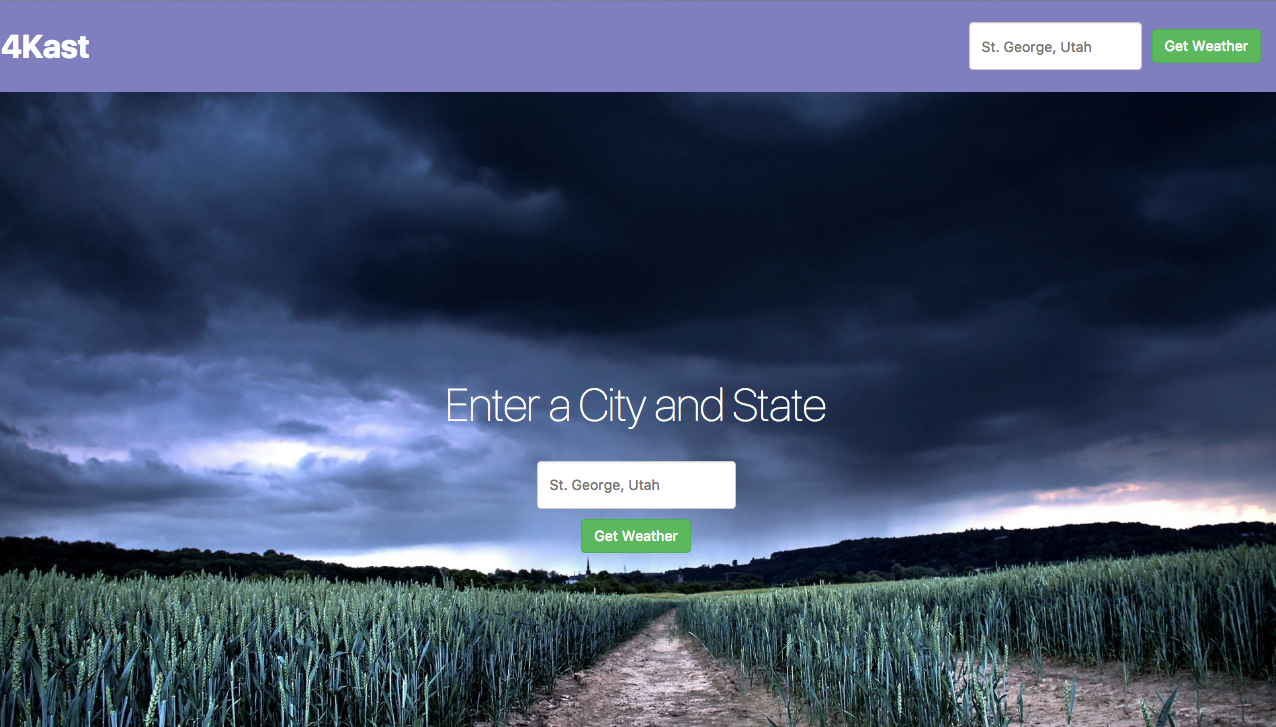 4Kast
St. George, Utah
Get Weather
Enter a City and State
St. George, Utah
Get Weather